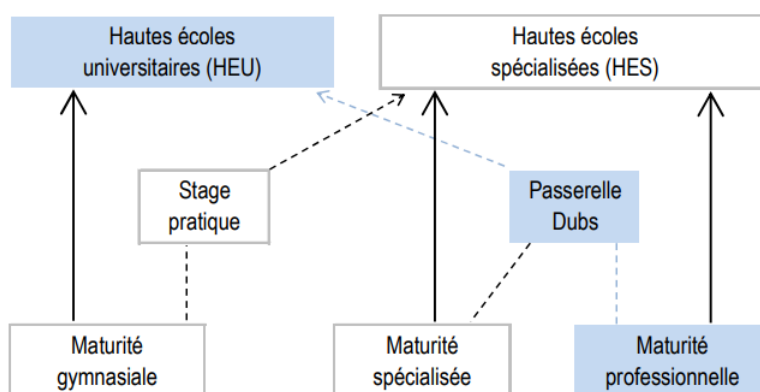 Hautes écoles
universitaires (HEU)
Hautes écoles
spécialisées (HES)
Stage
pratique
Passerelle
Dubs
Maturité
gymnasiale
Maturité
spécialisée
Maturité
professionnelle